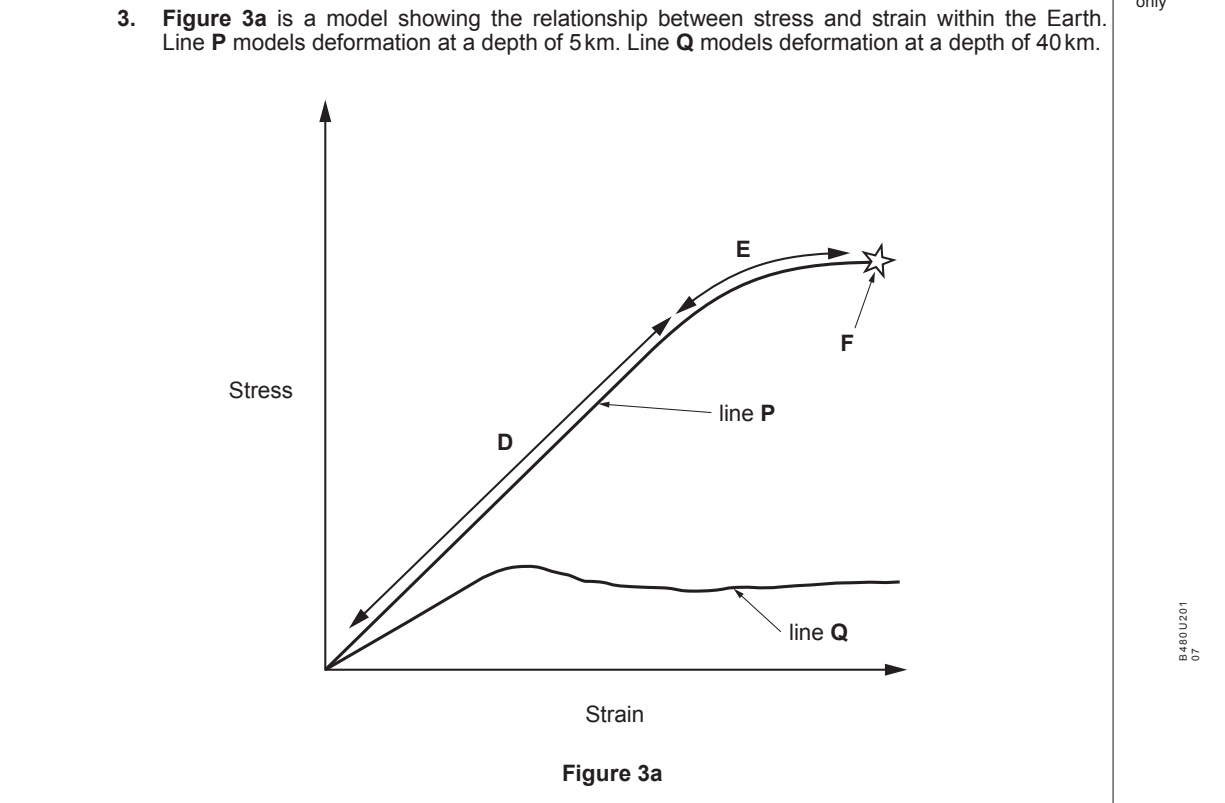 only
3. Figure 3a is a model showing the relationship between stress and strain within the Earth.
Line P models deformation at a depth of 5 km. Line Q models deformation at a depth of 40 km.
E
F
Stress
line P
D
line Q
Strain
Figure 3a
B480U201
07